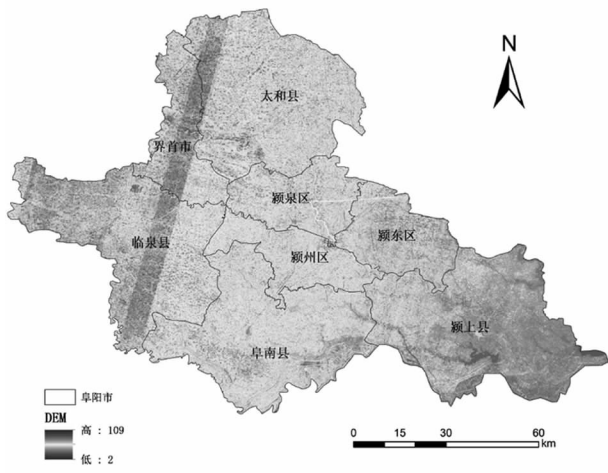 N
太和县
界首市
颍泉区
临泉县
颍东区
颍州区
颍上县
阜南县
阜阳市
DEM
高 : 109
低 : 2
0 15 30 60
km